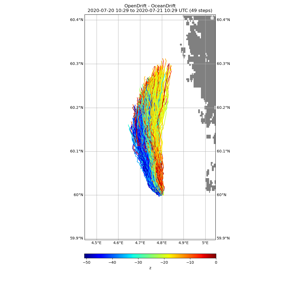 OpenDrift - OceanDrift
2020-07-20 10:29 to 2020-07-21 10:29 UTC (49 steps)
60.4°N 60.4°N
60.3°N 60.3°N
60.2°N 60.2°N
60.1°N 60.1°N
60°N 60°N
59.9°N 59.9°N
4.5°E 4.6°E 4.7°E 4.8°E 4.9°E 5°E
−50 −40 −30 −20 −10 0
z